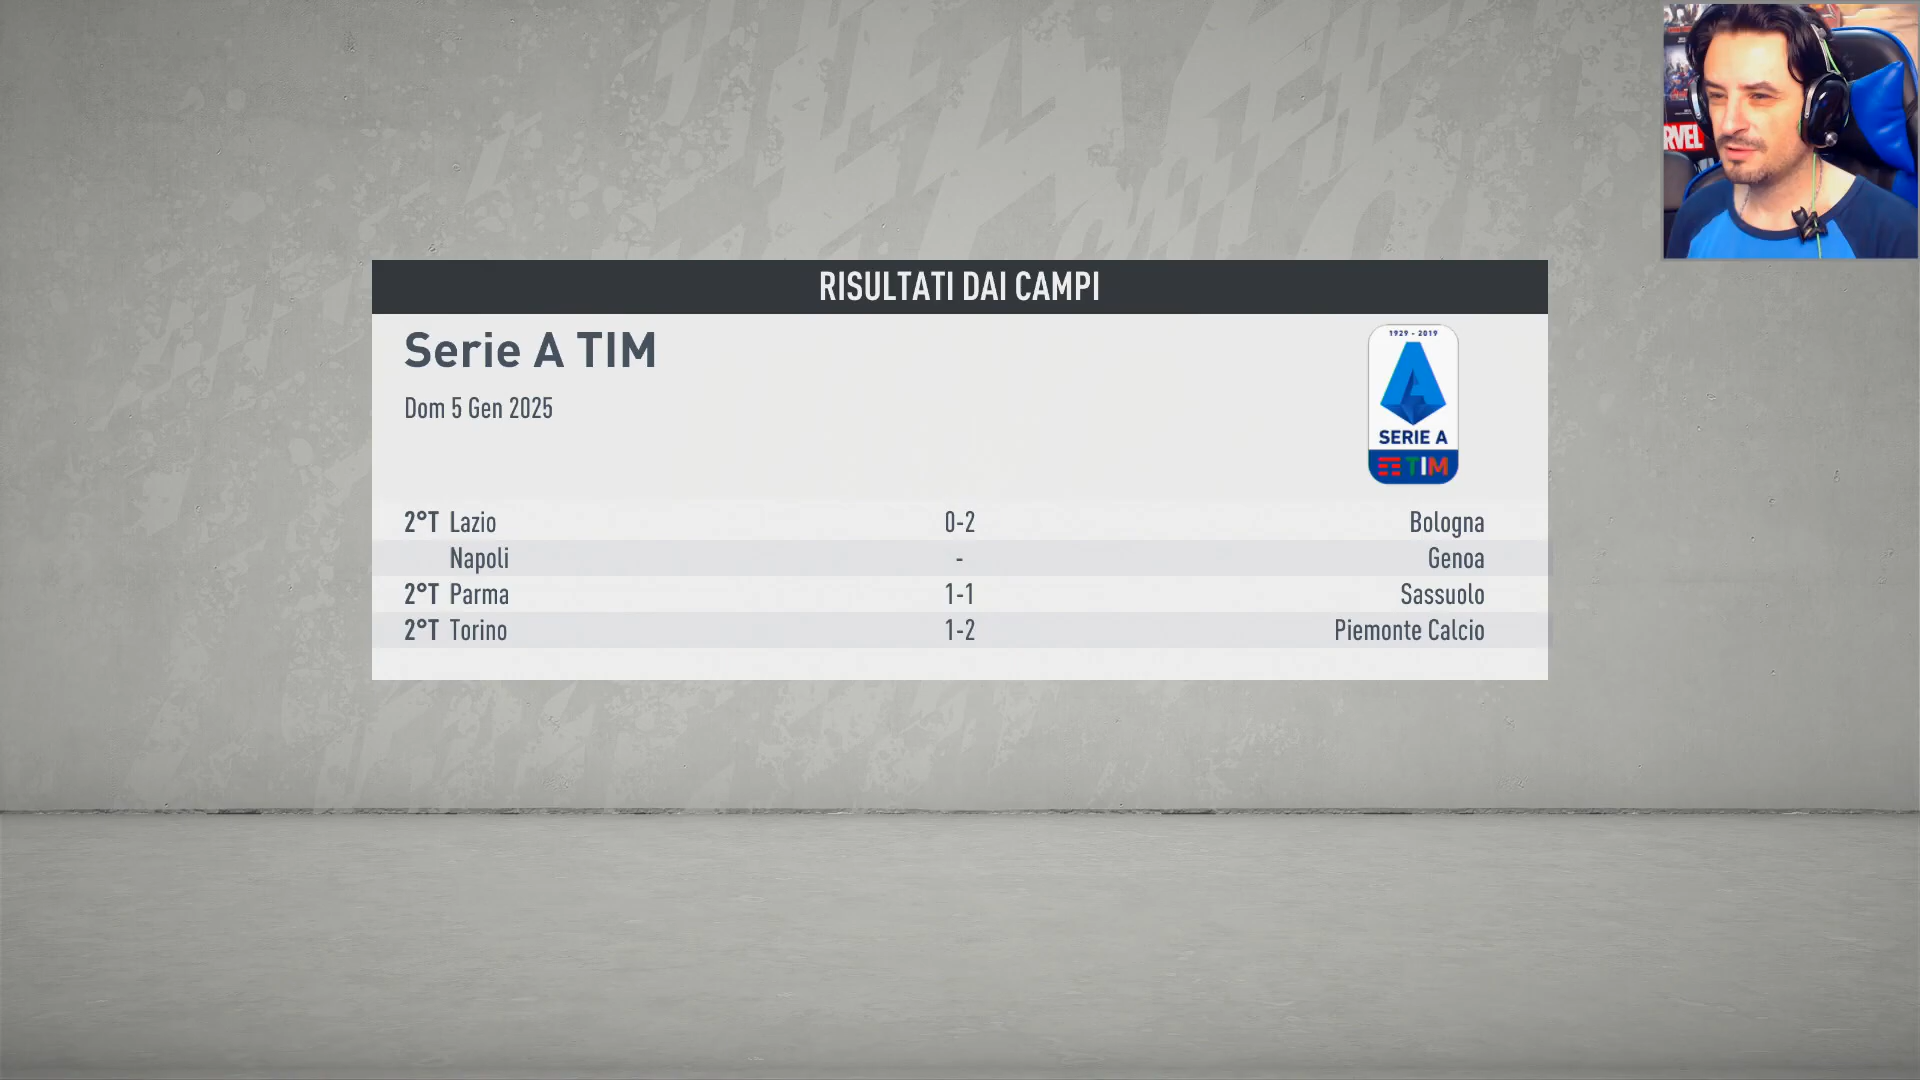 RVEL
RISULTATI DAI CAMPI
Serie A TIM
Dom 5 Gen 2025
1929 - 2019
SERIE A
TIM
2°T Lazio 0-2 Bologna
Napoli - Genoa
2°T Parma 1-1 Sassuolo
2°T Torino 1-2 Piemonte Calcio